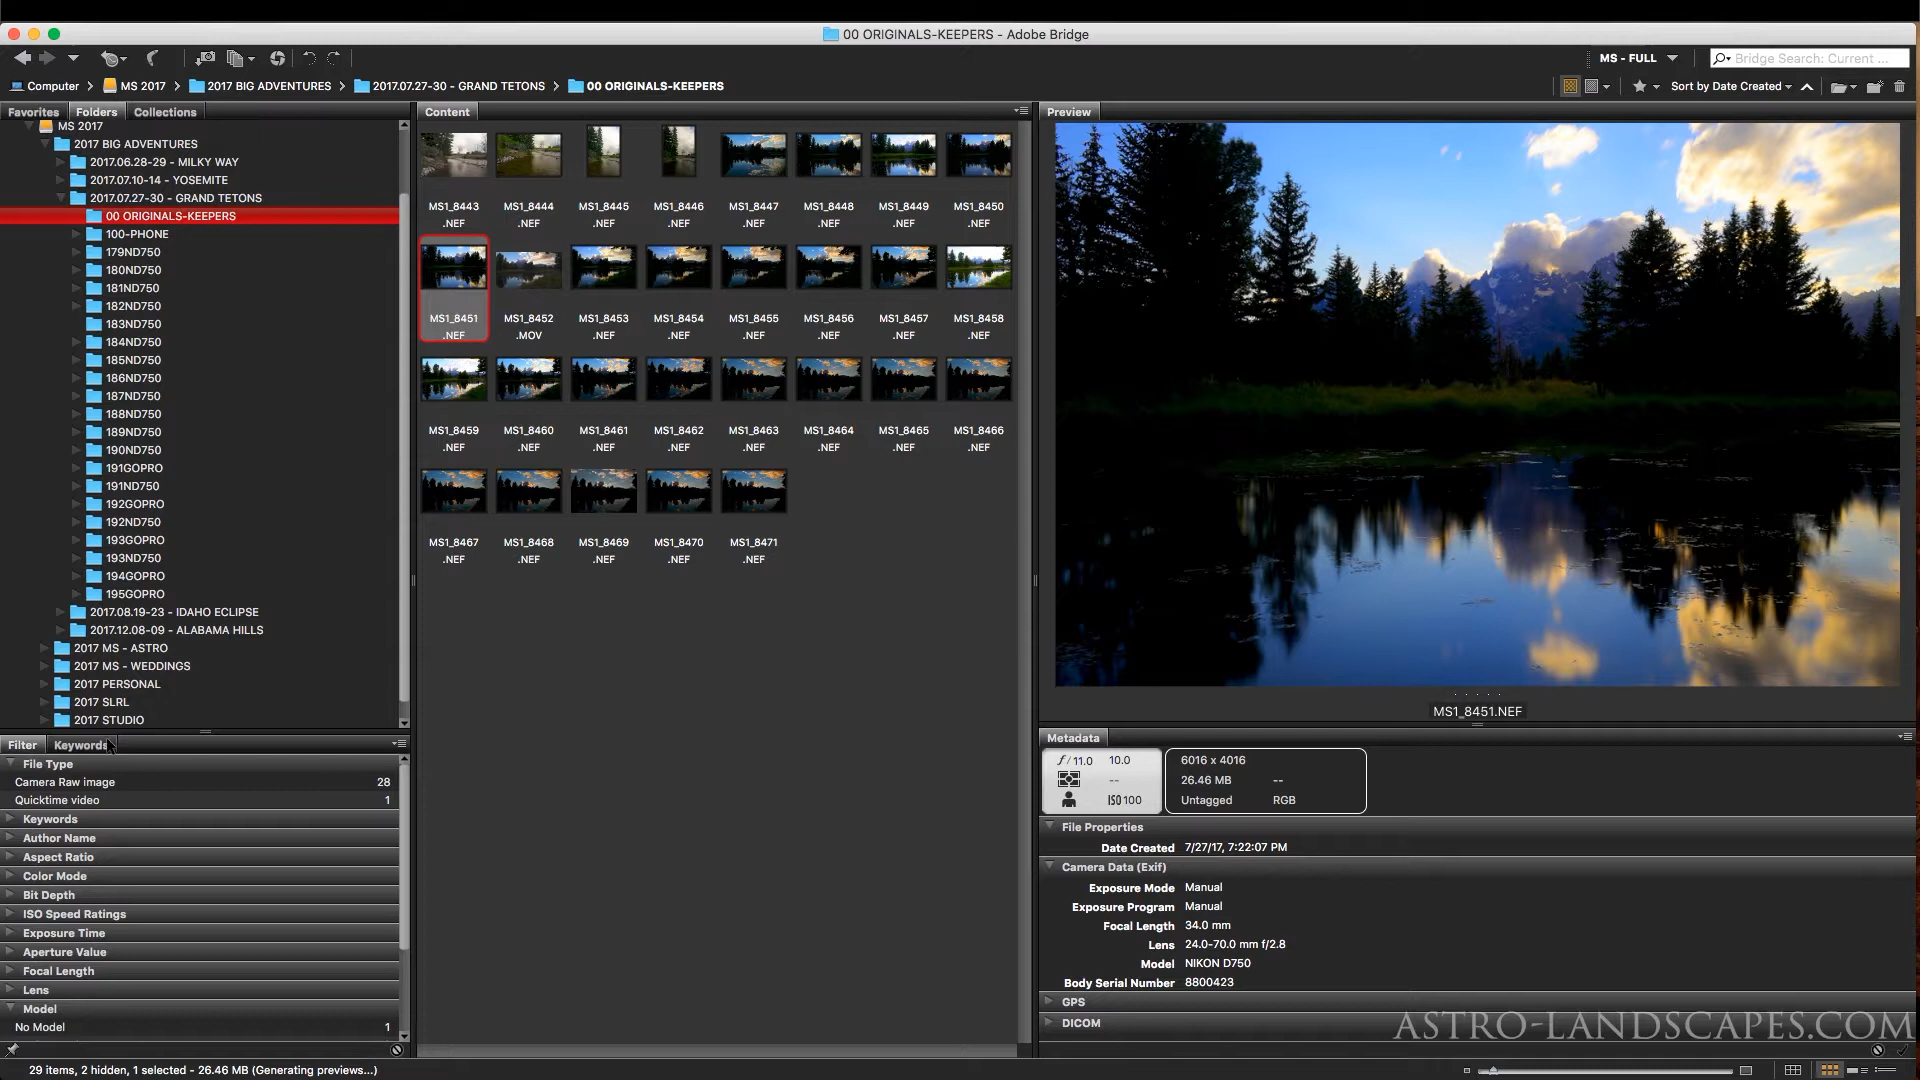 00 ORIGINALS-KEEPERS - Adobe Bridge
MS - FULL
Bridge Search: Current ...
Computer
MS 2017
2017 BIG ADVENTURES
2017.07.27-30 - GRAND TETONS
00 ORIGINALS-KEEPERS
Sort by Date Created
Favorites Folders Collections
MS 2017
2017 BIG ADVENTURES
2017.06.28-29 - MILKY WAY
2017.07.10-14 - YOSEMITE
2017.07.27-30 - GRAND TETONS
00 ORIGINALS-KEEPERS
100-PHONE
179ND750
180ND750
181ND750
182ND750
183ND750
184ND750
185ND750
186ND750
187ND750
188ND750
189ND750
190ND750
191GOPRO
191ND750
192GOPRO
192ND750
193GOPRO
193ND750
194GOPRO
195GOPRO
2017.08.19-23 - IDAHO ECLIPSE
2017.12.08-09 - ALABAMA HILLS
2017 MS - ASTRO
2017 MS - WEDDINGS
2017 PERSONAL
2017 SLRL
2017 STUDIO
Filter Keywords
File Type
Camera Raw image 28
Quicktime video 1
Keywords
Author Name
Aspect Ratio
Color Mode
Bit Depth
ISO Speed Ratings
Exposure Time
Aperture Value
Focal Length
Lens
Model
No Model 1
Content
MS1_8443 MS1_8444 MS1_8445 MS1_8446 MS1_8447 MS1_8448 MS1_8449 MS1_8450
.NEF .NEF .NEF .NEF .NEF .NEF .NEF .NEF
MS1_8451 MS1_8452 MS1_8453 MS1_8454 MS1_8455 MS1_8456 MS1_8457 MS1_8458
.NEF .MOV .NEF .NEF .NEF .NEF .NEF .NEF
MS1_8459 MS1_8460 MS1_8461 MS1_8462 MS1_8463 MS1_8464 MS1_8465 MS1_8466
.NEF .NEF .NEF .NEF .NEF .NEF .NEF .NEF
MS1_8467 MS1_8468 MS1_8469 MS1_8470 MS1_8471
.NEF .NEF .NEF .NEF .NEF
Preview
MS1_8451.NEF
Metadata
f/11.0 10.0
--
ISO 100
6016 x 4016
26.46 MB --
Untagged RGB
File Properties
Date Created 7/27/17, 7:22:07 PM
Camera Data (Exif)
Exposure Mode Manual
Exposure Program Manual
Focal Length 34.0 mm
Lens 24.0-70.0 mm f/2.8
Model NIKON D750
Body Serial Number 8800423
GPS
DICOM
ASTRO-LANDSCAPES.COM
29 items, 2 hidden, 1 selected - 26.46 MB (Generating previews...)